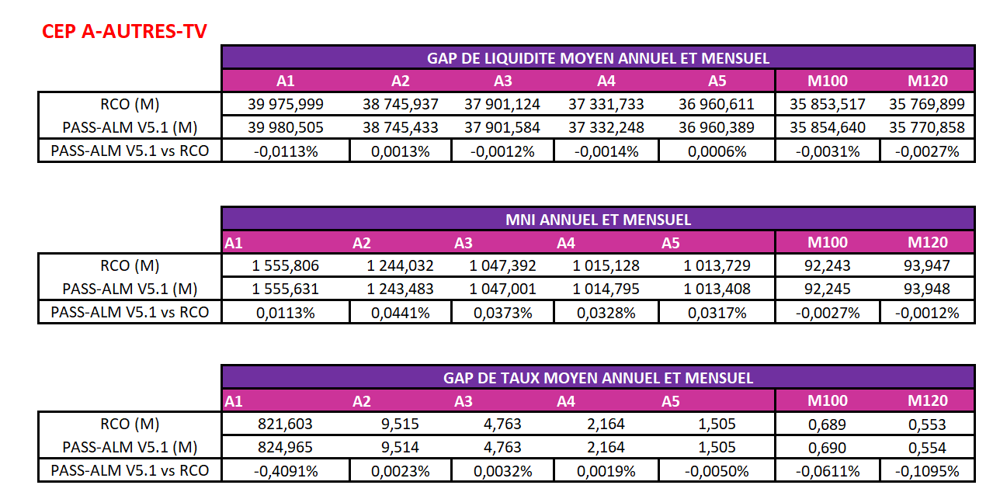 CEP A-AUTRES-TV
GAP DE LIQUIDITE MOYEN ANNUEL ET MENSUEL
A1 A2 A3 A4 A5 M100 M120
RCO (M) 39 975,999 38 745,937 37 901,124 37 331,733 36 960,611 35 853,517 35 769,899
PASS-ALM V5.1 (M) 39 980,505 38 745,433 37 901,584 37 332,248 36 960,389 35 854,640 35 770,858
PASS-ALM V5.1 vs RCO -0,0113% 0,0013% -0,0012% -0,0014% 0,0006% -0,0031% -0,0027%
MNI ANNUEL ET MENSUEL
A1 A2 A3 A4 A5 M100 M120
RCO (M) 1 555,806 1 244,032 1 047,392 1 015,128 1 013,729 92,243 93,947
PASS-ALM V5.1 (M) 1 555,631 1 243,483 1 047,001 1 014,795 1 013,408 92,245 93,948
PASS-ALM V5.1 vs RCO 0,0113% 0,0441% 0,0373% 0,0328% 0,0317% -0,0027% -0,0012%
GAP DE TAUX MOYEN ANNUEL ET MENSUEL
A1 A2 A3 A4 A5 M100 M120
RCO (M) 821,603 9,515 4,763 2,164 1,505 0,689 0,553
PASS-ALM V5.1 (M) 824,965 9,514 4,763 2,164 1,505 0,690 0,554
PASS-ALM V5.1 vs RCO -0,4091% 0,0023% 0,0032% 0,0019% -0,0050% -0,0611% -0,1095%